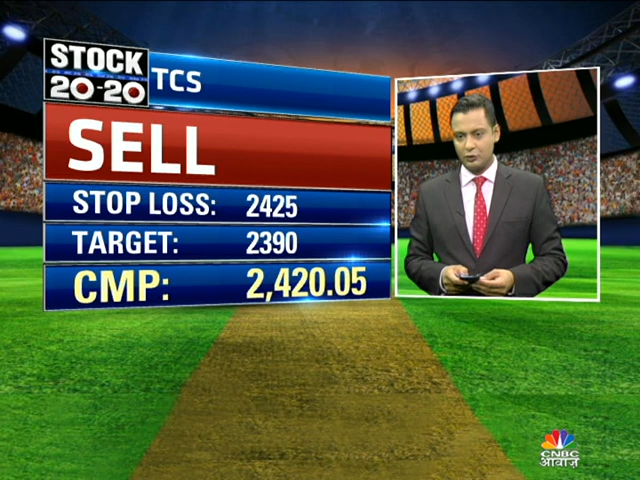 STOCK
20-20
TCS
SELL
STOP LOSS: 2425
TARGET: 2390
CMP: 2,420.05
CNBC
आवाज़